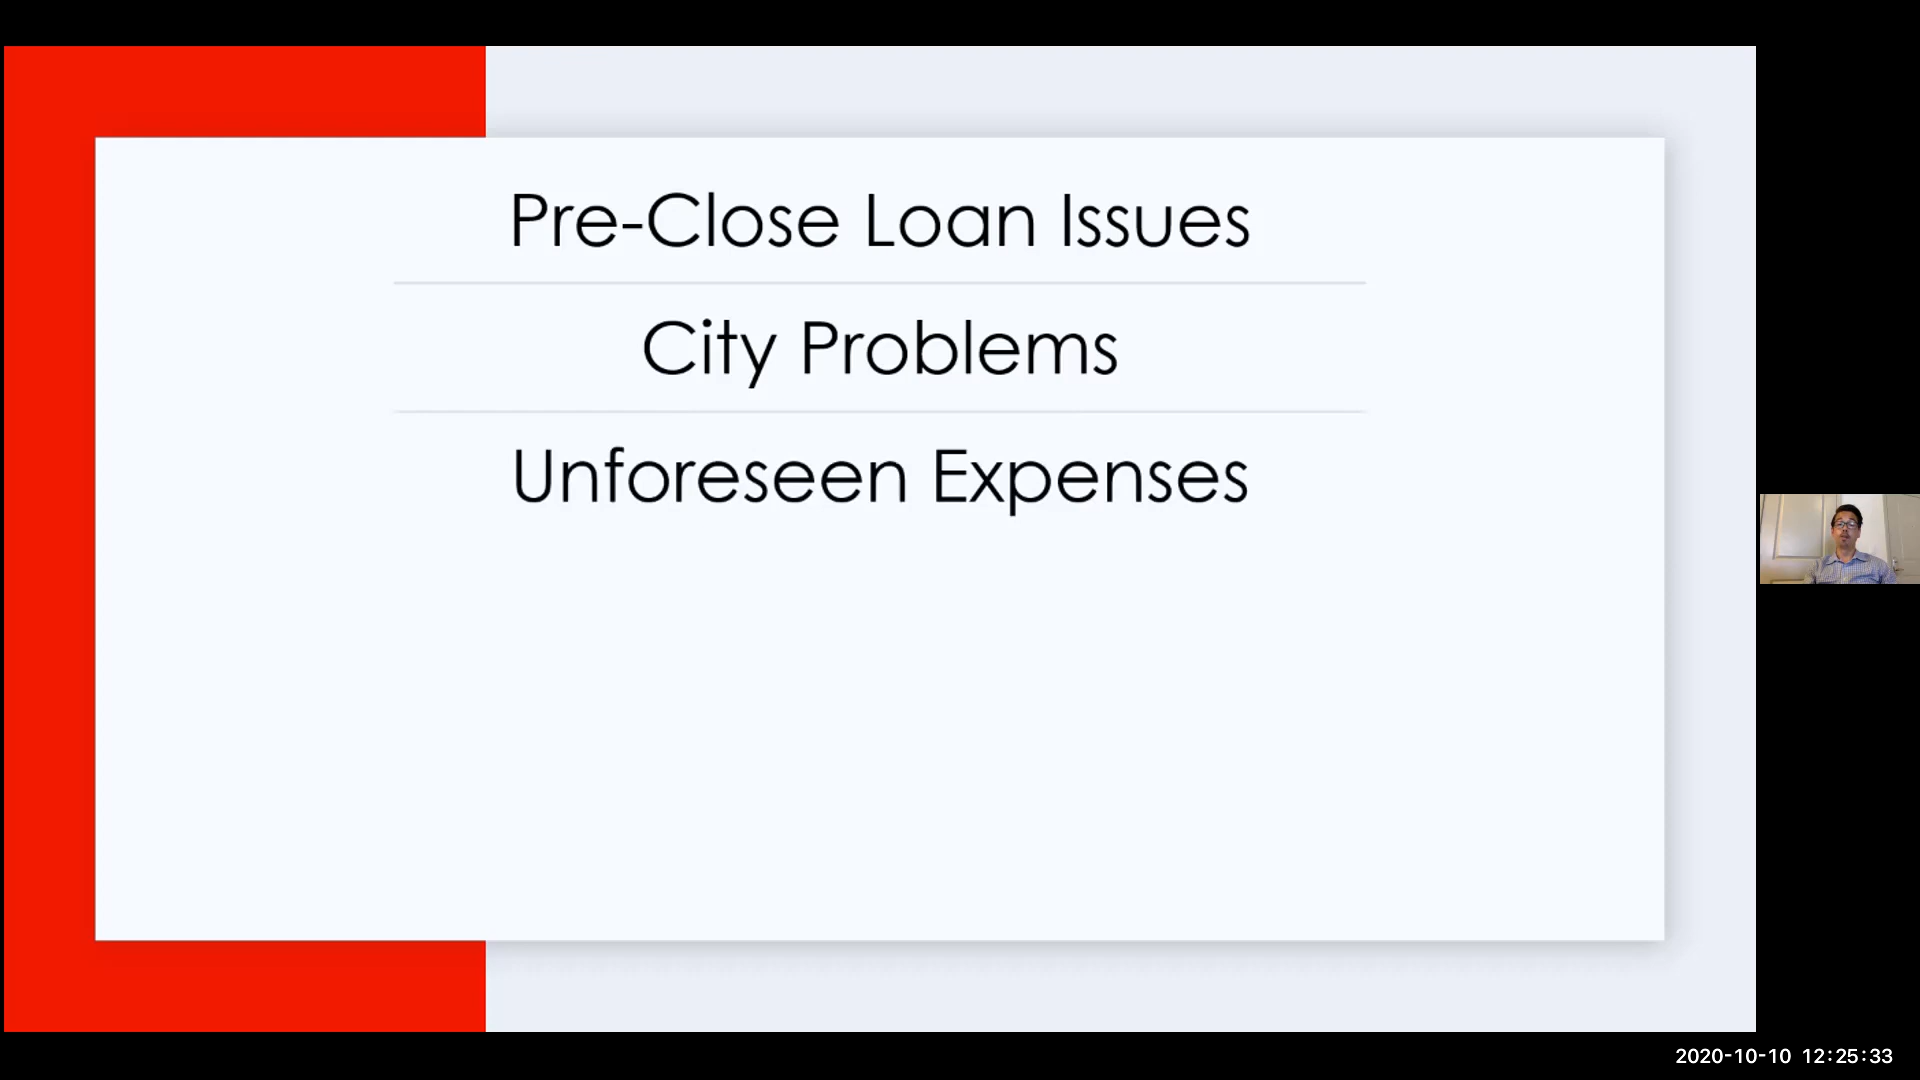 Pre-Close Loan Issues
City Problems
Unforeseen Expenses
2020-10-10 12:25:33